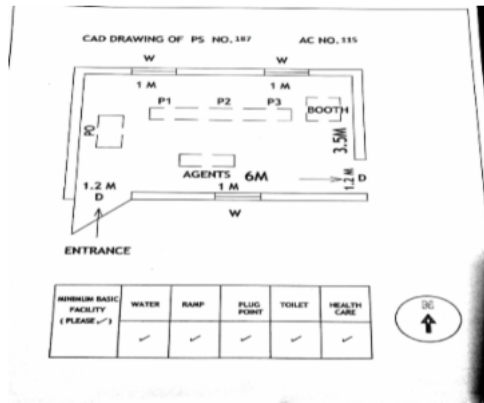 CAD DRAWING OF PS NO. 187 AC NO. 115
W W
1 M 1 M
P1 P2 P3
BOOTH
PO
3.5M
AGENTS 6M
1.2 M 1 M 1.2 M D
D
W
ENTRANCE
MINIMUM BASIC FACILITY ( PLEASE ✓ ) WATER RAMP PLUG POINT TOILET HEALTH CARE
✓ ✓ ✓ ✓ ✓
N